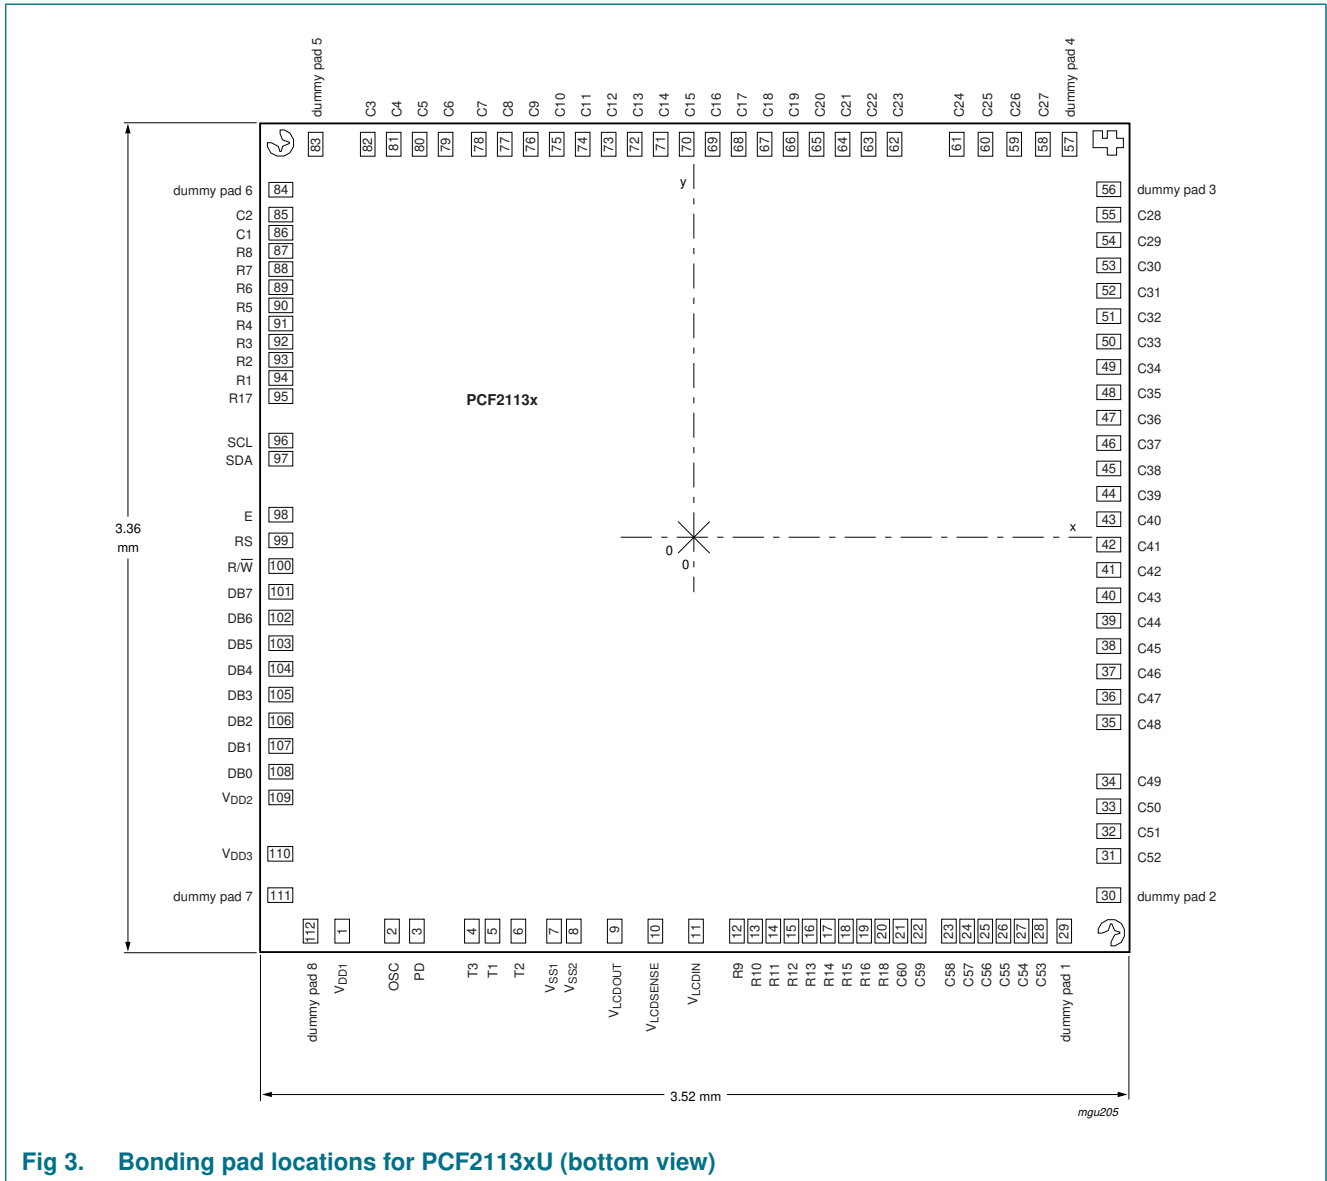 dummy pad 5
C3
C4
C5
C6
C7
C8
C9
C10
C11
C12
C13
C14
C15
C16
C17
C18
C19
C20
C21
C22
C23
C24
C25
C26
C27
dummy pad 4
83
82
81
80
79
78
77
76
75
74
73
72
71
70
69
68
67
66
65
64
63
62
61
60
59
58
57
dummy pad 6 84
C2 85
C1 86
R8 87
R7 88
R6 89
R5 90
R4 91
R3 92
R2 93
R1 94
R17 95
SCL 96
SDA 97
E 98
RS 99
R/W 100
DB7 101
DB6 102
DB5 103
DB4 104
DB3 105
DB2 106
DB1 107
DB0 108
VDD2 109
VDD3 110
dummy pad 7 111
3.36
mm
PCF2113x
y
x
0
0
56 dummy pad 3
55 C28
54 C29
53 C30
52 C31
51 C32
50 C33
49 C34
48 C35
47 C36
46 C37
45 C38
44 C39
43 C40
42 C41
41 C42
40 C43
39 C44
38 C45
37 C46
36 C47
35 C48
34 C49
33 C50
32 C51
31 C52
30 dummy pad 2
112
1
2
3
4
5
6
7
8
9
10
11
12
13
14
15
16
17
18
19
20
21
22
23
24
25
26
27
28
29
dummy pad 8
VDD1
OSC
PD
T3
T1
T2
VSS1
VSS2
VLCDOUT
VLCDSENSE
VLCDIN
R9
R10
R11
R12
R13
R14
R15
R16
R18
C60
C59
C58
C57
C56
C55
C54
C53
dummy pad 1
3.52 mm
mgu205
Fig 3. Bonding pad locations for PCF2113xU (bottom view)